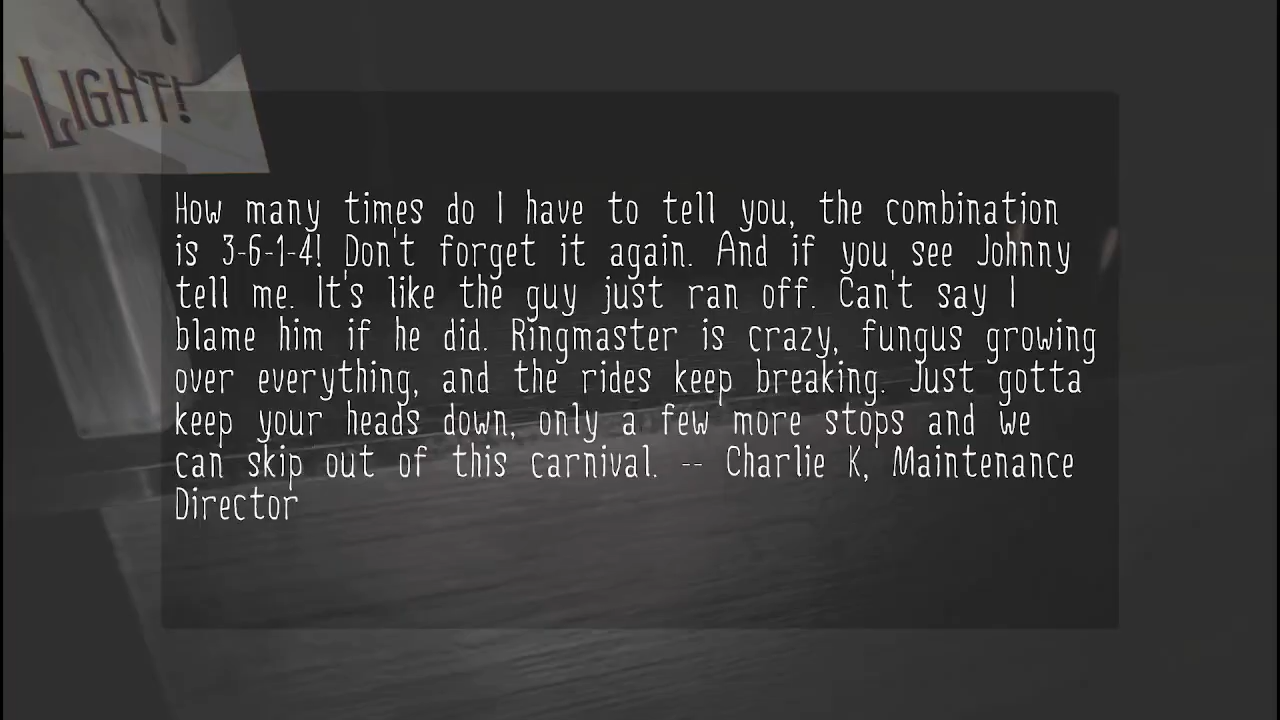 Light!
How many times do I have to tell you, the combination
is 3-6-1-4! Don't forget it again. And if you see Johnny
tell me. It's like the guy just ran off. Can't say I
blame him if he did. Ringmaster is crazy, fungus growing
over everything, and the rides keep breaking. Just gotta
keep your heads down, only a few more stops and we
can skip out of this carnival. -- Charlie K, Maintenance
Director